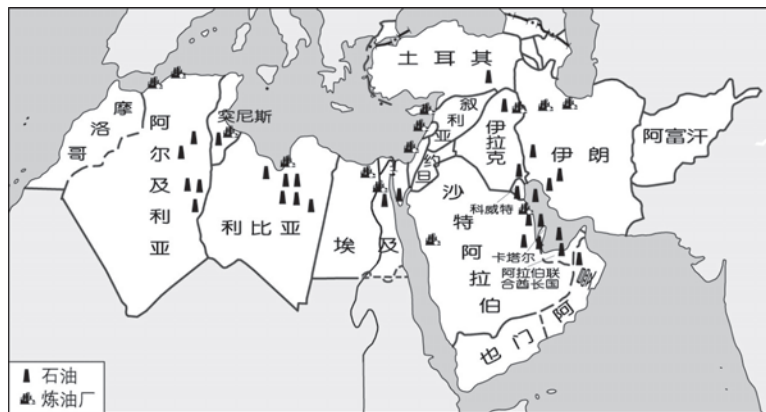 土耳其
突尼斯
摩洛哥
阿尔及利亚
叙利亚
伊拉克
伊朗
阿富汗
约旦
利比亚
埃及
沙特阿拉伯
科威特
卡塔尔
阿拉伯联
合酋长国
阿
也门
石油
炼油厂